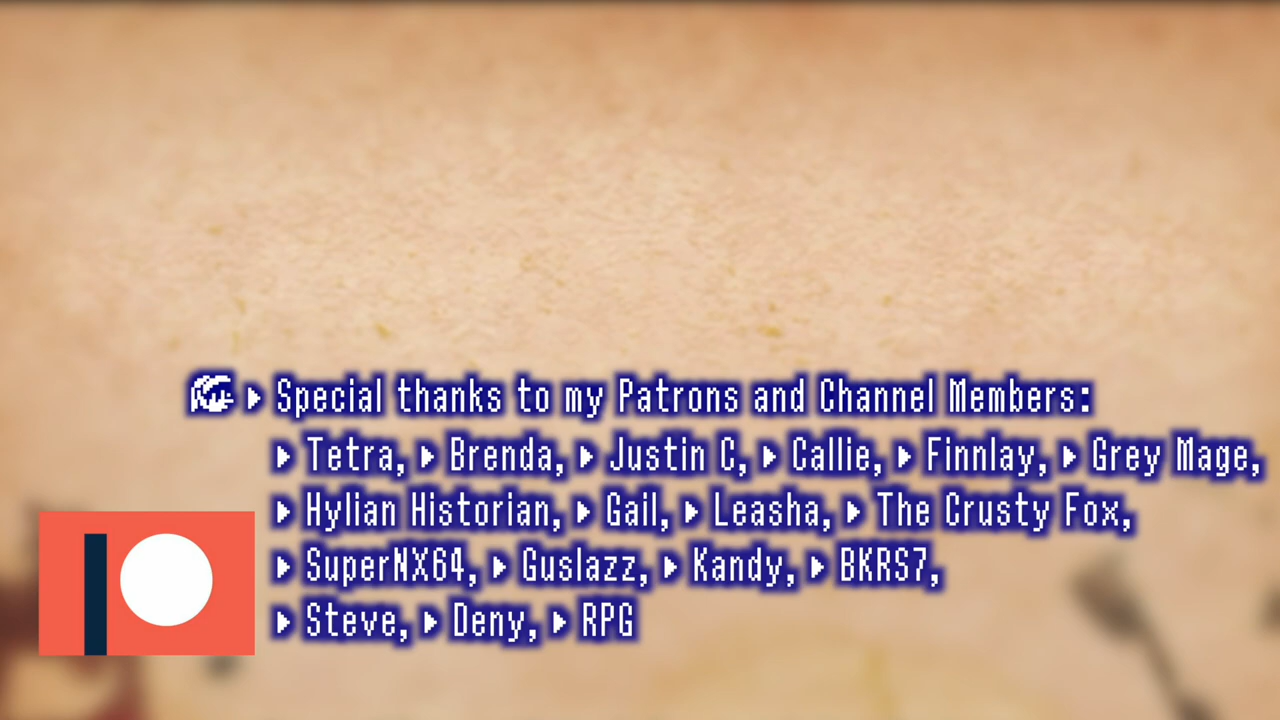 ▸ Special thanks to my Patrons and Channel Members:
▸ Tetra, ▸ Brenda, ▸ Justin C, ▸ Callie, ▸ Finnlay, ▸ Grey Mage,
▸ Hylian Historian, ▸ Gail, ▸ Leasha, ▸ The Crusty Fox,
▸ SuperNX64, ▸ Guslazz, ▸ Kandy, ▸ BKRS7,
▸ Steve, ▸ Deny, ▸ RPG